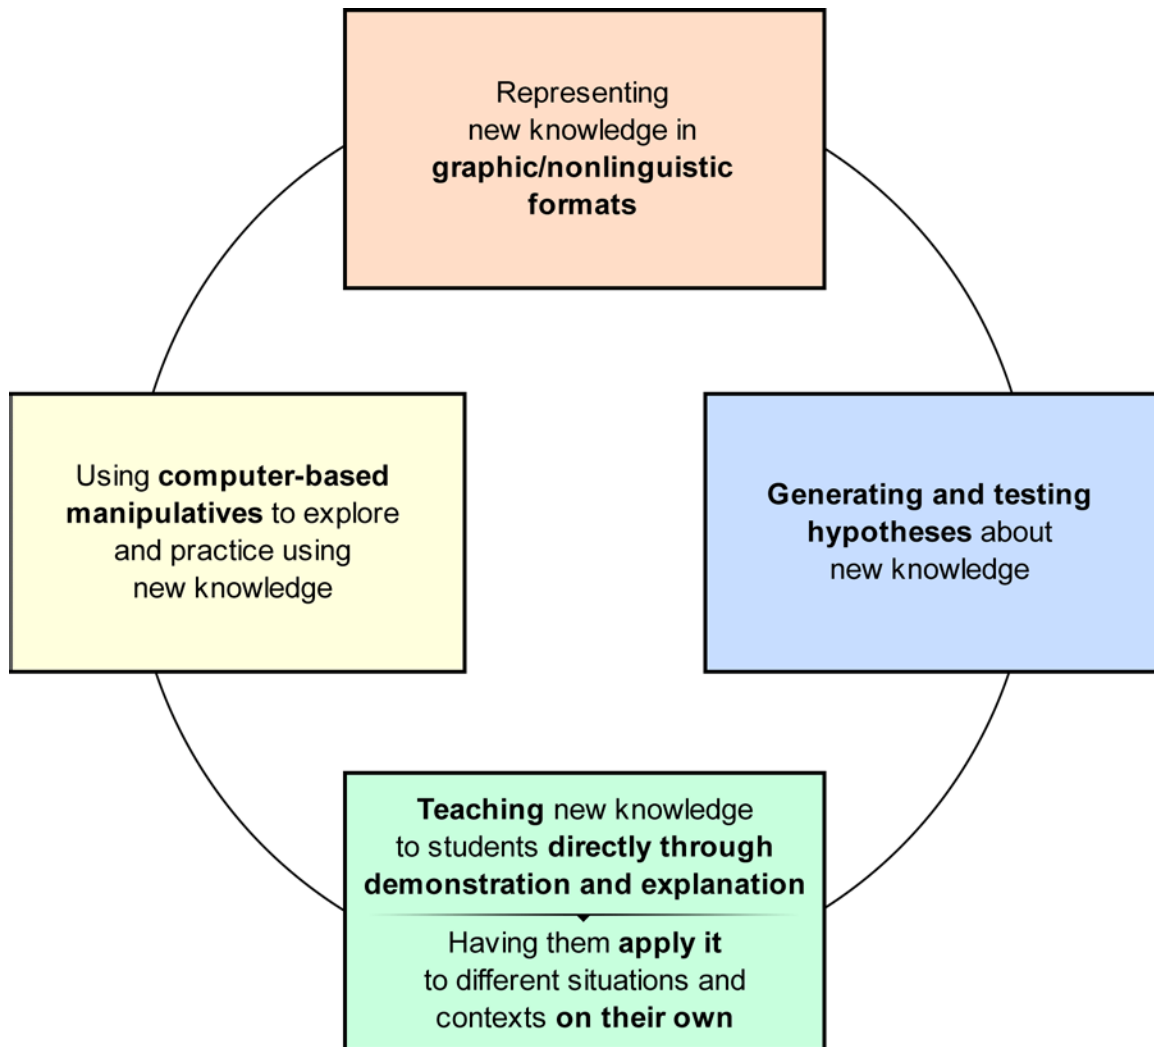 Representing
new knowledge in
graphic/nonlinguistic
formats
Using computer-based
manipulatives to explore
and practice using
new knowledge
Generating and testing
hypotheses about
new knowledge
Teaching new knowledge
to students directly through
demonstration and explanation
Having them apply it
to different situations and
contexts on their own